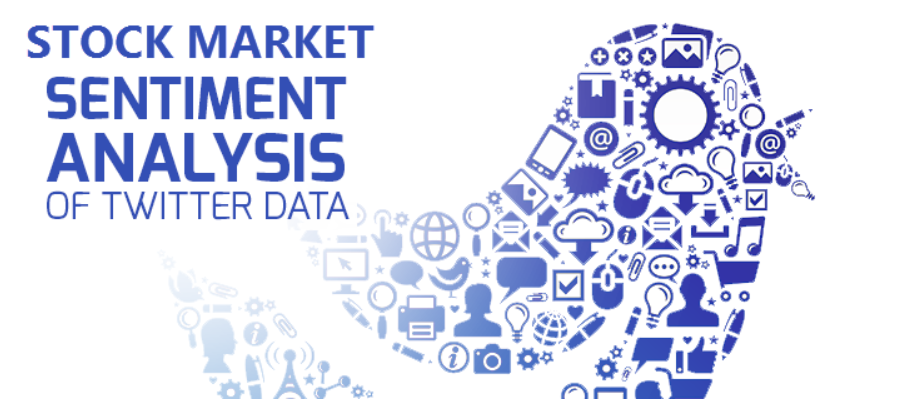 STOCK MARKET
SENTIMENT
ANALYSIS
OF TWITTER DATA